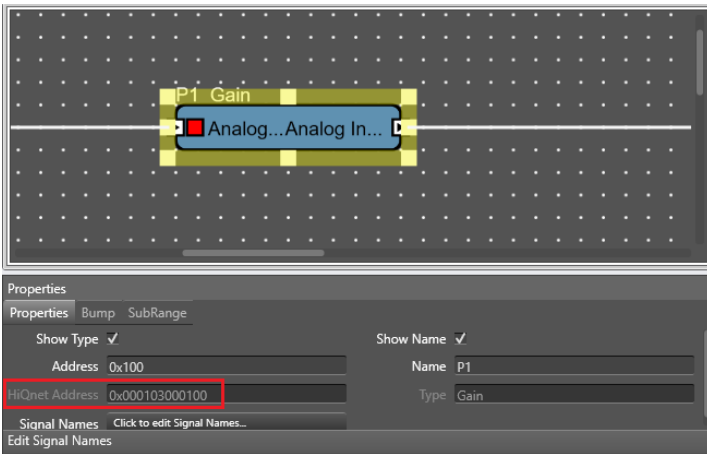 P1 Gain
Analog...Analog In...
Properties
Properties Bump SubRange
Show Type Show Name
Address 0x100 Name P1
HiQnet Address 0x000103000100 Type Gain
Signal Names Click to edit Signal Names...
Edit Signal Names